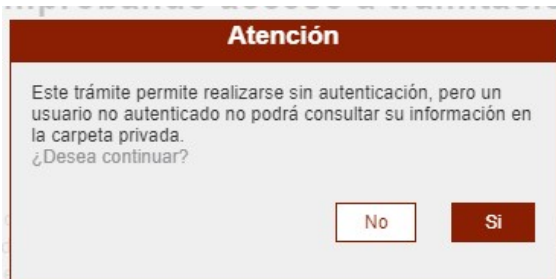 Atención
Este trámite permite realizarse sin autenticación, pero un
usuario no autenticado no podrá consultar su información en
la carpeta privada.
¿Desea continuar?
No
Si